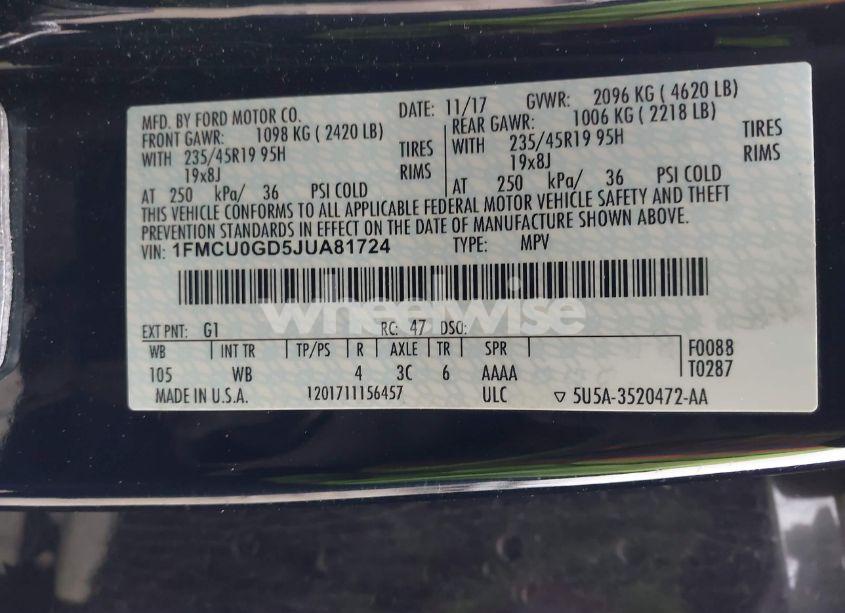 MFD. BY FORD MOTOR CO. DATE: 11/17 GVWR: 2096 KG ( 4620 LB)
FRONT GAWR: 1098 KG ( 2420 LB) REAR GAWR: 1006 KG ( 2218 LB)
WITH 235/45R19 95H TIRES WITH 235/45R19 95H TIRES
19x8J RIMS 19x8J RIMS
AT 250 kPa/ 36 PSI COLD AT 250 kPa/ 36 PSI COLD
THIS VEHICLE CONFORMS TO ALL APPLICABLE FEDERAL MOTOR VEHICLE SAFETY AND THEFT
PREVENTION STANDARDS IN EFFECT ON THE DATE OF MANUFACTURE SHOWN ABOVE.
VIN: 1FMCU0GD5JUA81724 TYPE: MPV
wheelwise
EXT PNT: G1 RC: 47 DSO:
WB INT TR TP/PS R AXLE TR SPR F0088
105 WB 4 3C 6 AAAA T0287
MADE IN U.S.A. 1201711156457 ULC ▽ 5U5A-3520472-AA